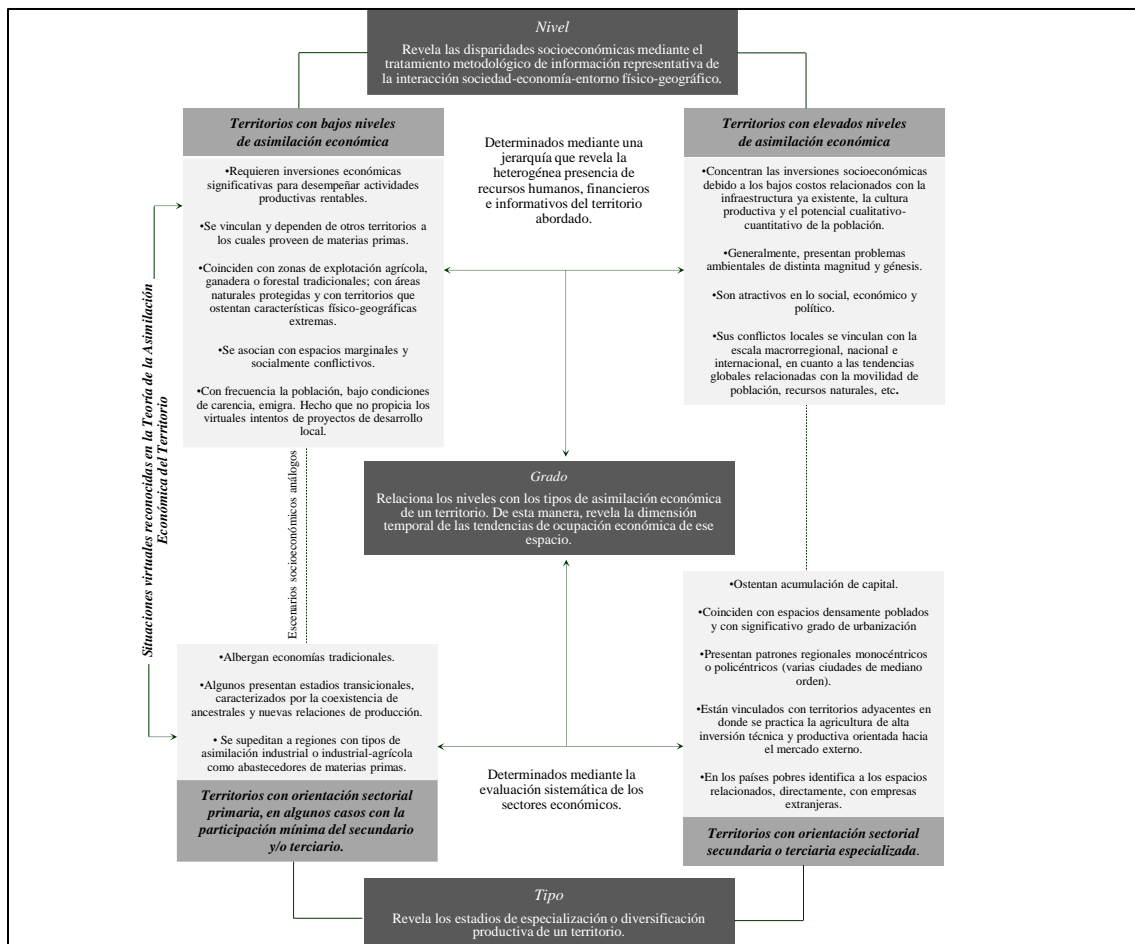 Nivel
Revela las disparidades socioeconómicas mediante el
tratamiento metodológico de información representativa de
la interacción sociedad-economía-entorno físico-geográfico.
Territorios con bajos niveles
de asimilación económica
•Requieren inversiones económicas
significativas para desempeñar actividades
productivas rentables.
•Se vinculan y dependen de otros territorios a
los cuales proveen de materias primas.
•Coinciden con zonas de explotación agrícola,
ganadera o forestal tradicionales; con áreas
naturales protegidas y con territorios que
ostentan características físico-geográficas
extremas.
•Se asocian con espacios marginales y
socialmente conflictivos.
•Con frecuencia la población, bajo condiciones
de carencia, emigra. Hecho que no propicia los
virtuales intentos de proyectos de desarrollo
local.
Determinados mediante una
jerarquía que revela la
heterogénea presencia de
recursos humanos, financieros
e informativos del territorio
abordado.
Territorios con elevados niveles
de asimilación económica
•Concentran las inversiones socioeconómicas
debido a los bajos costos relacionados con la
infraestructura ya existente, la cultura
productiva y el potencial cualitativo-
cuantitativo de la población.
•Generalmente, presentan problemas
ambientales de distinta magnitud y génesis.
•Son atractivos en lo social, económico y
político.
•Sus conflictos locales se vinculan con la
escala macrorregional, nacional e
internacional, en cuanto a las tendencias
globales relacionadas con la movilidad de
población, recursos naturales, etc.
Situaciones virtuales reconocidas en la Teoría de la Asimilación
Económica del Territorio
Escenarios socioeconómicos análogos
Grado
Relaciona los niveles con los tipos de asimilación económica
de un territorio. De esta manera, revela la dimensión
temporal de las tendencias de ocupación económica de ese
espacio.
•Albergan economías tradicionales.
•Algunos presentan estadios transicionales,
caracterizados por la coexistencia de
ancestrales y nuevas relaciones de producción.
• Se supeditan a regiones con tipos de
asimilación industrial o industrial-agrícola
como abastecedores de materias primas.
Territorios con orientación sectorial
primaria, en algunos casos con la
participación mínima del secundario
y/o terciario.
Determinados mediante la
evaluación sistemática de los
sectores económicos.
•Ostentan acumulación de capital.
•Coinciden con espacios densamente poblados
y con significativo grado de urbanización
•Presentan patrones regionales monocéntricos
o policéntricos (varias ciudades de mediano
orden).
•Están vinculados con territorios adyacentes en
donde se practica la agricultura de alta
inversión técnica y productiva orientada hacia
el mercado externo.
•En los países pobres identifica a los espacios
relacionados, directamente, con empresas
extranjeras.
Territorios con orientación sectorial
secundaria o terciaria especializada.
Tipo
Revela los estadios de especialización o diversificación
productiva de un territorio.